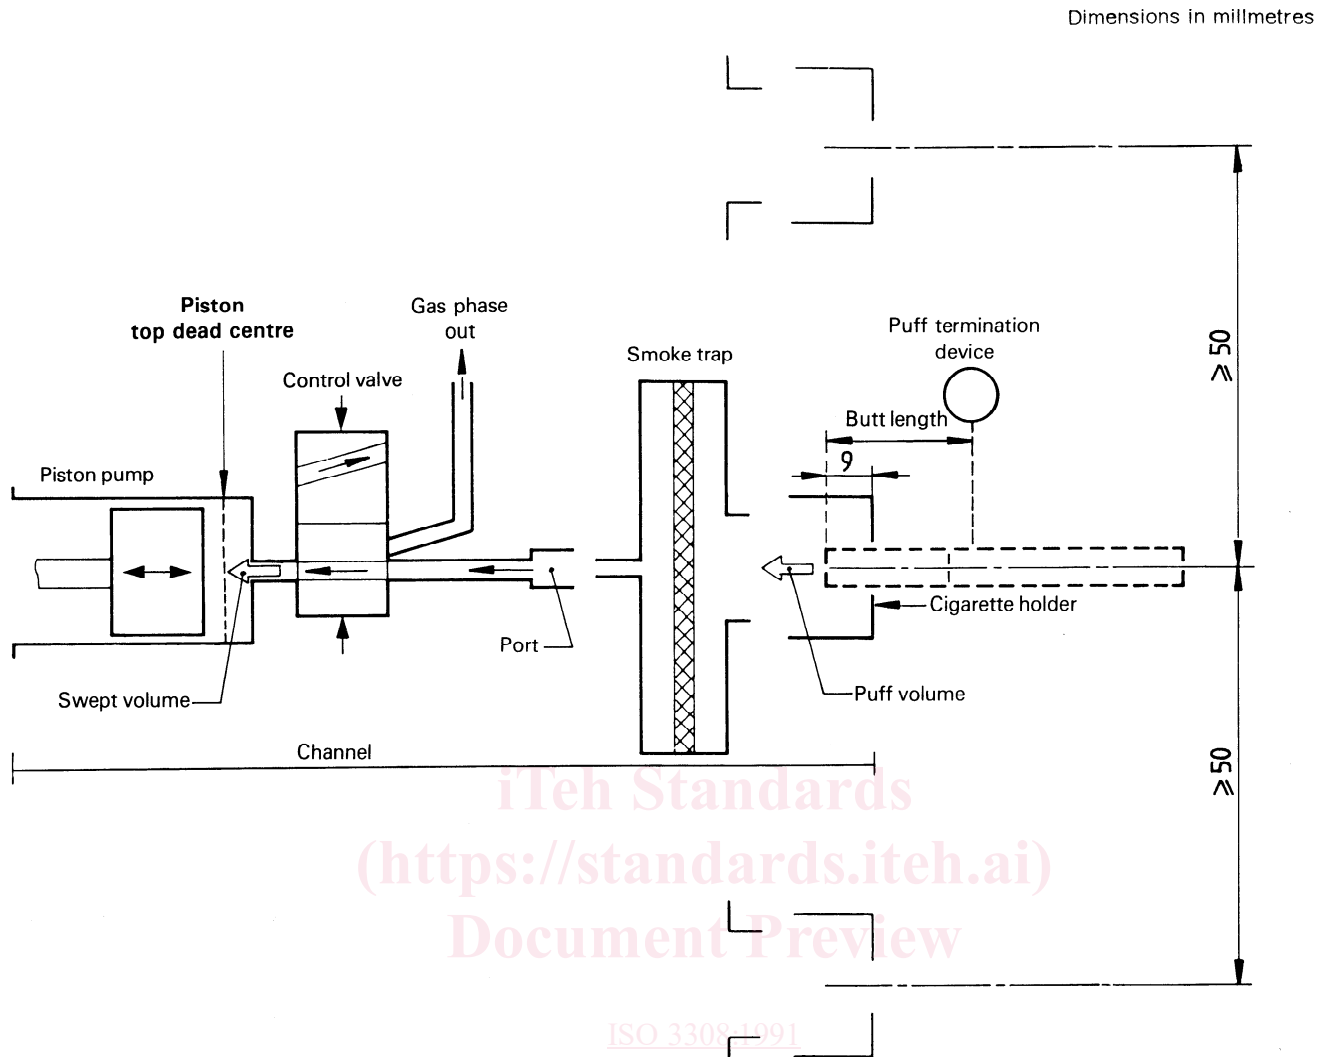 Dimensions in millmetres
Piston
top dead centre
Gas phase
out
Puff termination
device
Smoke trap
Control valve
Butt length
Piston pump
9
≥ 50
Cigarette holder
Port
Swept volume
Puff volume
Channel
≥ 50
iTeh Standards
(https://standards.iteh.ai)
Document Preview
ISO 3308:1991